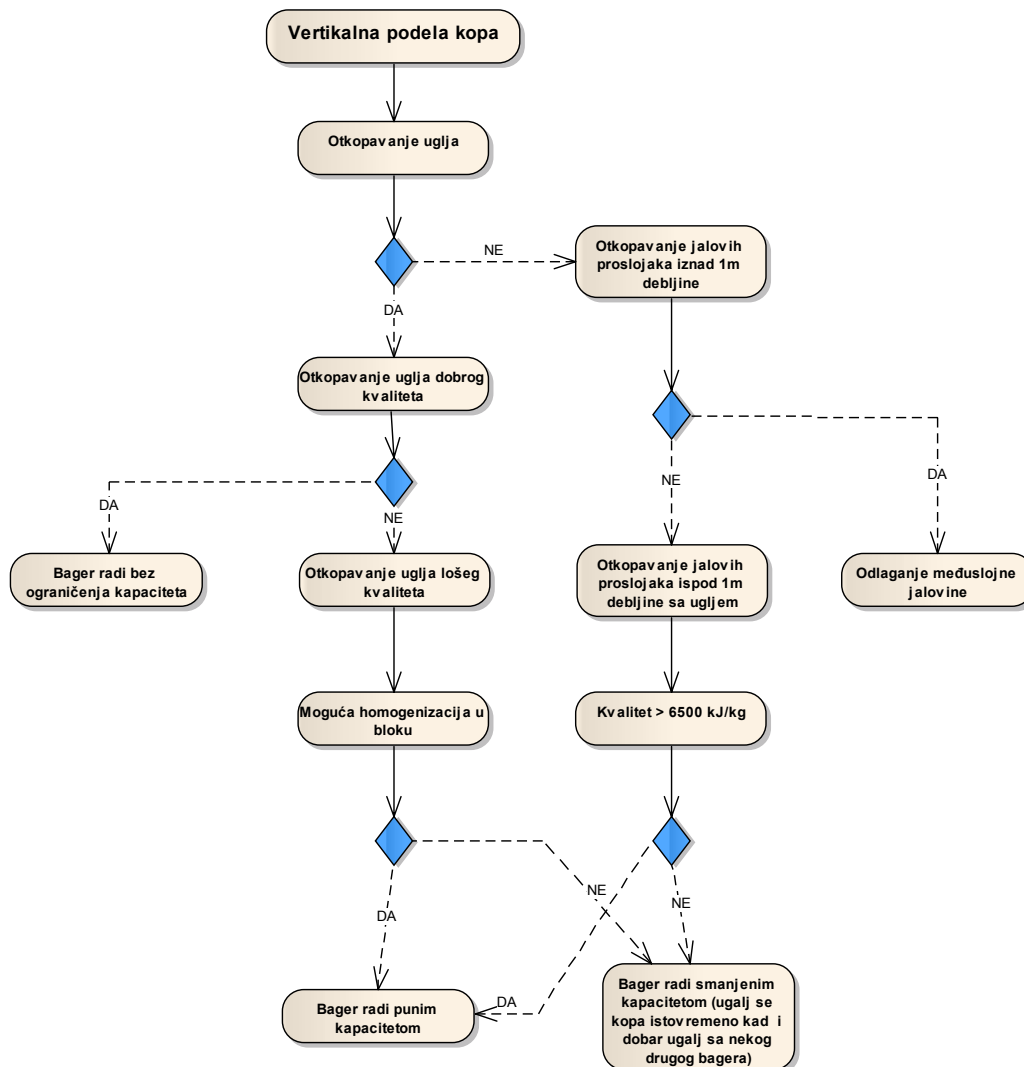 Vertikalna podela kopa
Otkopavanje uglja
NE
Otkopavanje jalovih
proslojaka iznad 1m
debljine
DA
Otkopavanje uglja dobrog
kvaliteta
DA
NE
NE
DA
Bager radi bez
ograničenja kapaciteta
Otkopavanje uglja lošeg
kvaliteta
Otkopavanje jalovih
proslojaka ispod 1m
debljine sa ugljem
Odlaganje međuslojne
jalovine
Moguća homogenizacija u
bloku
Kvalitet > 6500 kJ/kg
DA
NE
NE
DA
Bager radi punim
kapacitetom
Bager radi smanjenim
kapacitetom (ugalj se
kopa istovremeno kad i
dobar ugalj sa nekog
drugog bagera)